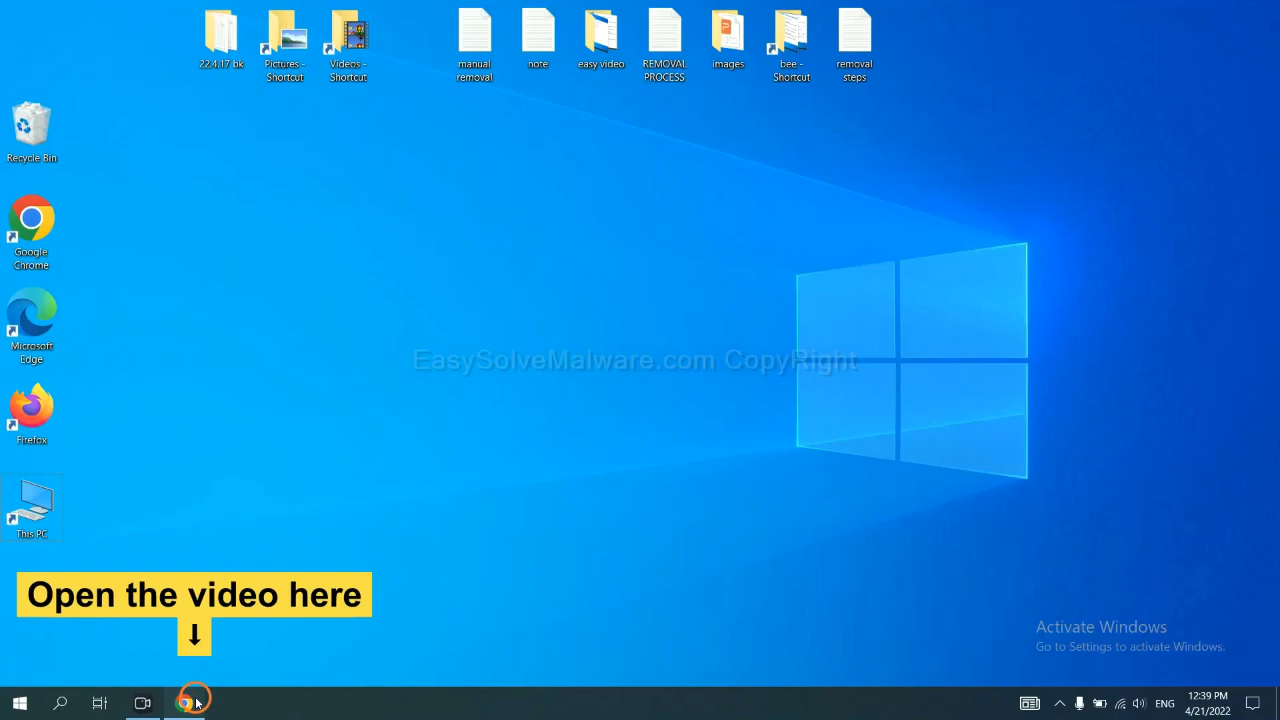 22.4.17 bk
Pictures -
Shortcut
Videos -
Shortcut
manual
removal
note
easy video
REMOVAL
PROCESS
images
bee -
Shortcut
removal
steps
Recycle Bin
Google
Chrome
Microsoft
Edge
Firefox
This PC
EasySolveMalware.com CopyRight
Open the video here
↓
Activate Windows
Go to Settings to activate Windows.
ENG
12:39 PM
4/21/2022